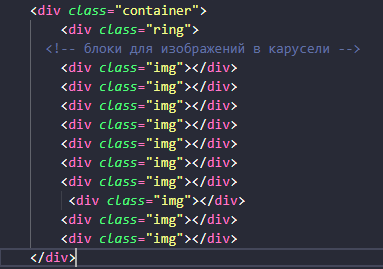 <div class="container">
<div class="ring">
<!-- блоки для изображений в карусели -->
<div class="img"></div>
<div class="img"></div>
<div class="img"></div>
<div class="img"></div>
<div class="img"></div>
<div class="img"></div>
<div class="img"></div>
<div class="img"></div>
<div class="img"></div>
<div class="img"></div>
</div>